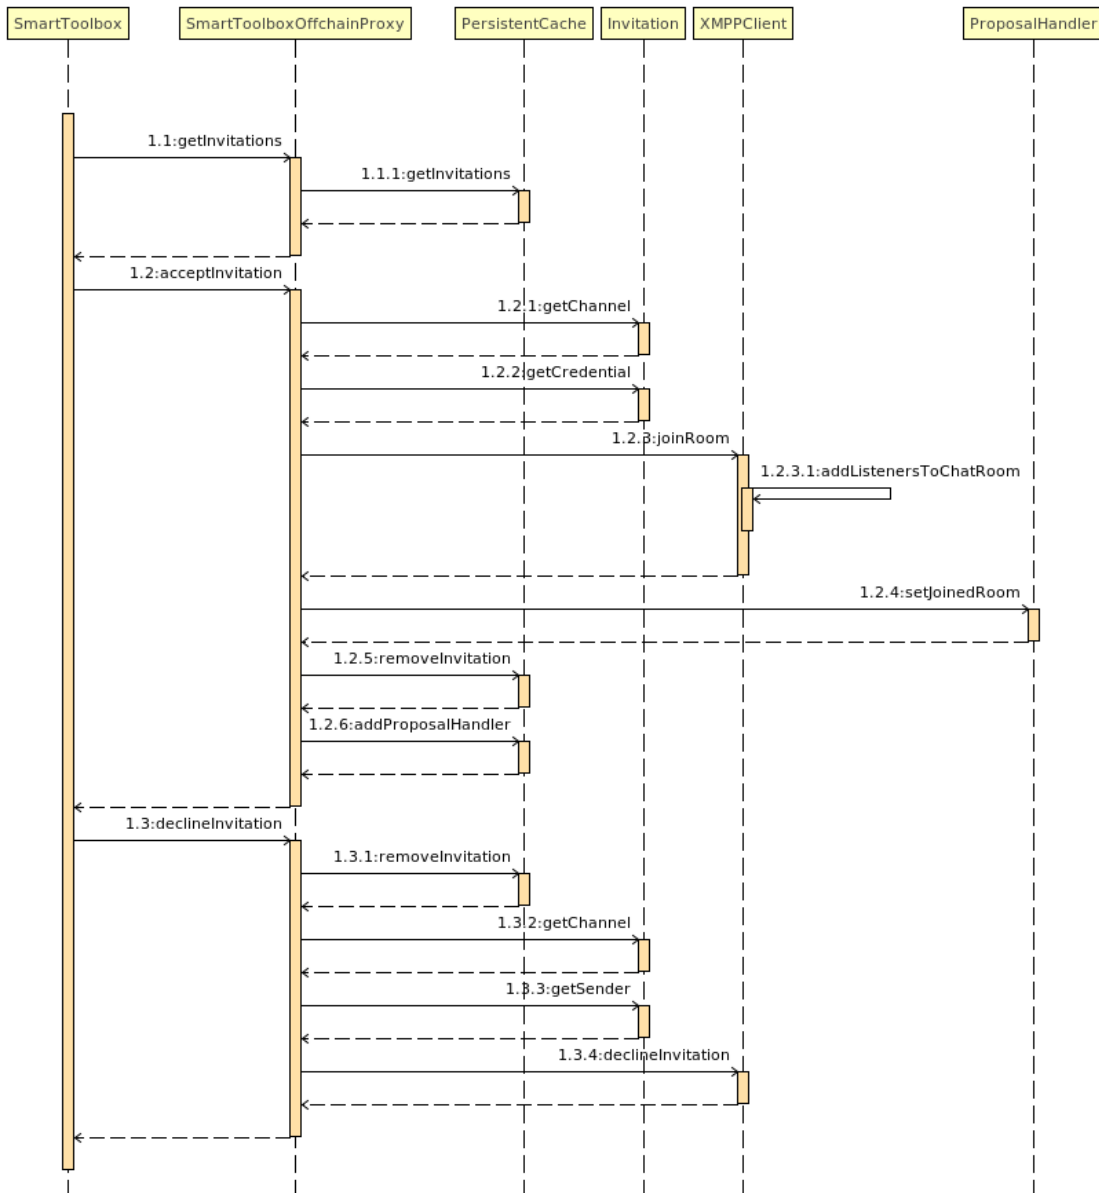 SmartToolbox
SmartToolboxOffchainProxy
PersistentCache
Invitation
XMPPClient
ProposalHandler
1.1:getInvitations
1.1.1:getInvitations
1.2:acceptInvitation
1.2.1:getChannel
1.2.2:getCredential
1.2.3:joinRoom
1.2.3.1:addListenersToChatRoom
1.2.4:setJoinedRoom
1.2.5:removeInvitation
1.2.6:addProposalHandler
1.3:declineInvitation
1.3.1:removeInvitation
1.3.2:getChannel
1.3.3:getSender
1.3.4:declineInvitation